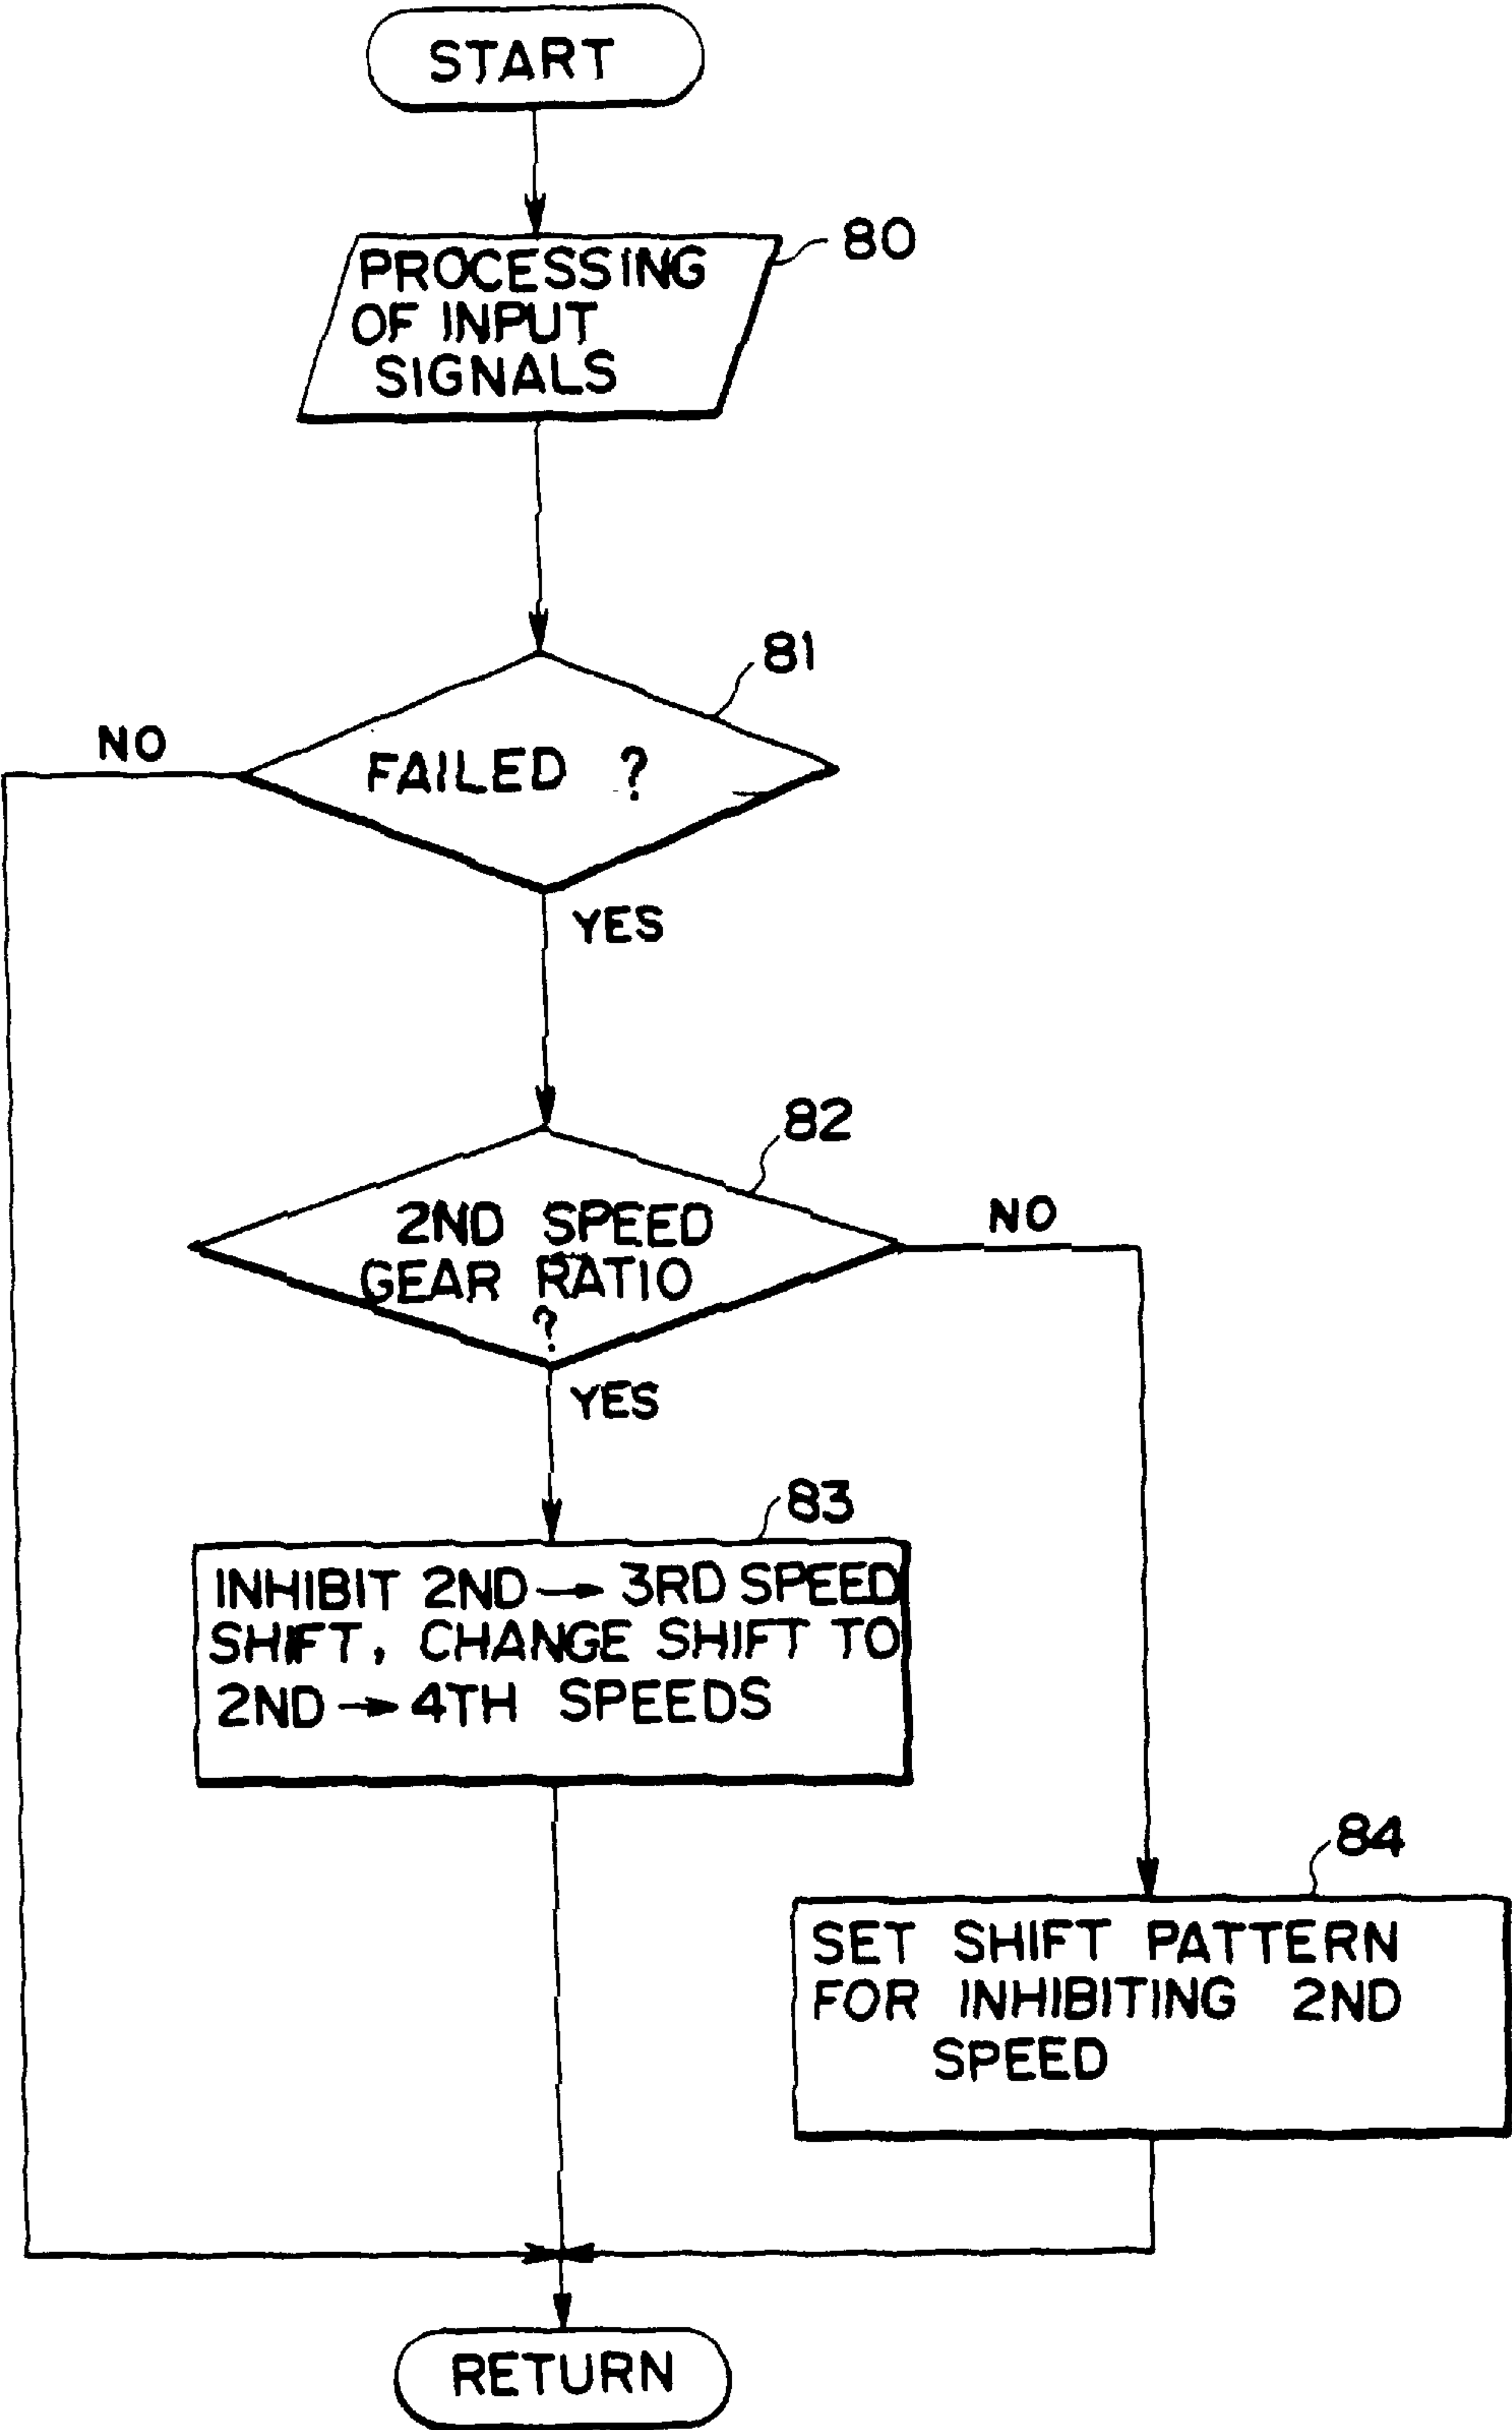 START
80
PROCESSING
OF INPUT
SIGNALS
81
NO
FAILED ?
YES
82
2ND SPEED
GEAR RATIO
?
NO
YES
83
INHIBIT 2ND → 3RD SPEED
SHIFT, CHANGE SHIFT TO
2ND → 4TH SPEEDS
84
SET SHIFT PATTERN
FOR INHIBITING 2ND
SPEED
RETURN